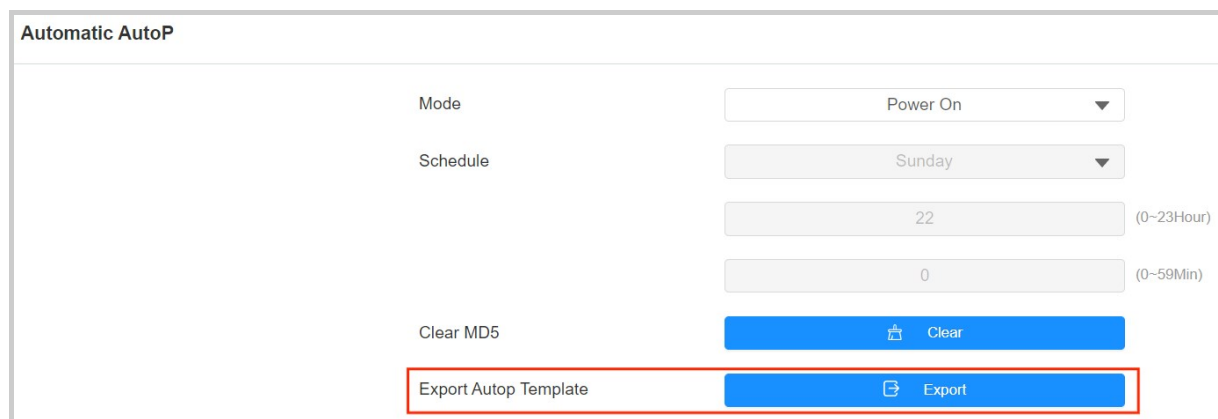 Automatic AutoP
Mode Power On
Schedule Sunday
22 (0~23Hour)
0 (0~59Min)
Clear MD5 Clear
Export Autop Template Export